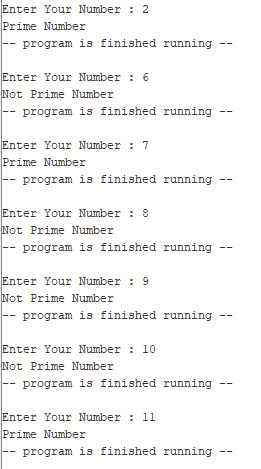 Enter Your Number : 2
Prime Number
-- program is finished running --
Enter Your Number : 6
Not Prime Number
-- program is finished running --
Enter Your Number : 7
Prime Number
-- program is finished running --
Enter Your Number : 8
Not Prime Number
-- program is finished running --
Enter Your Number : 9
Not Prime Number
-- program is finished running --
Enter Your Number : 10
Not Prime Number
-- program is finished running --
Enter Your Number : 11
Prime Number
-- program is finished running --